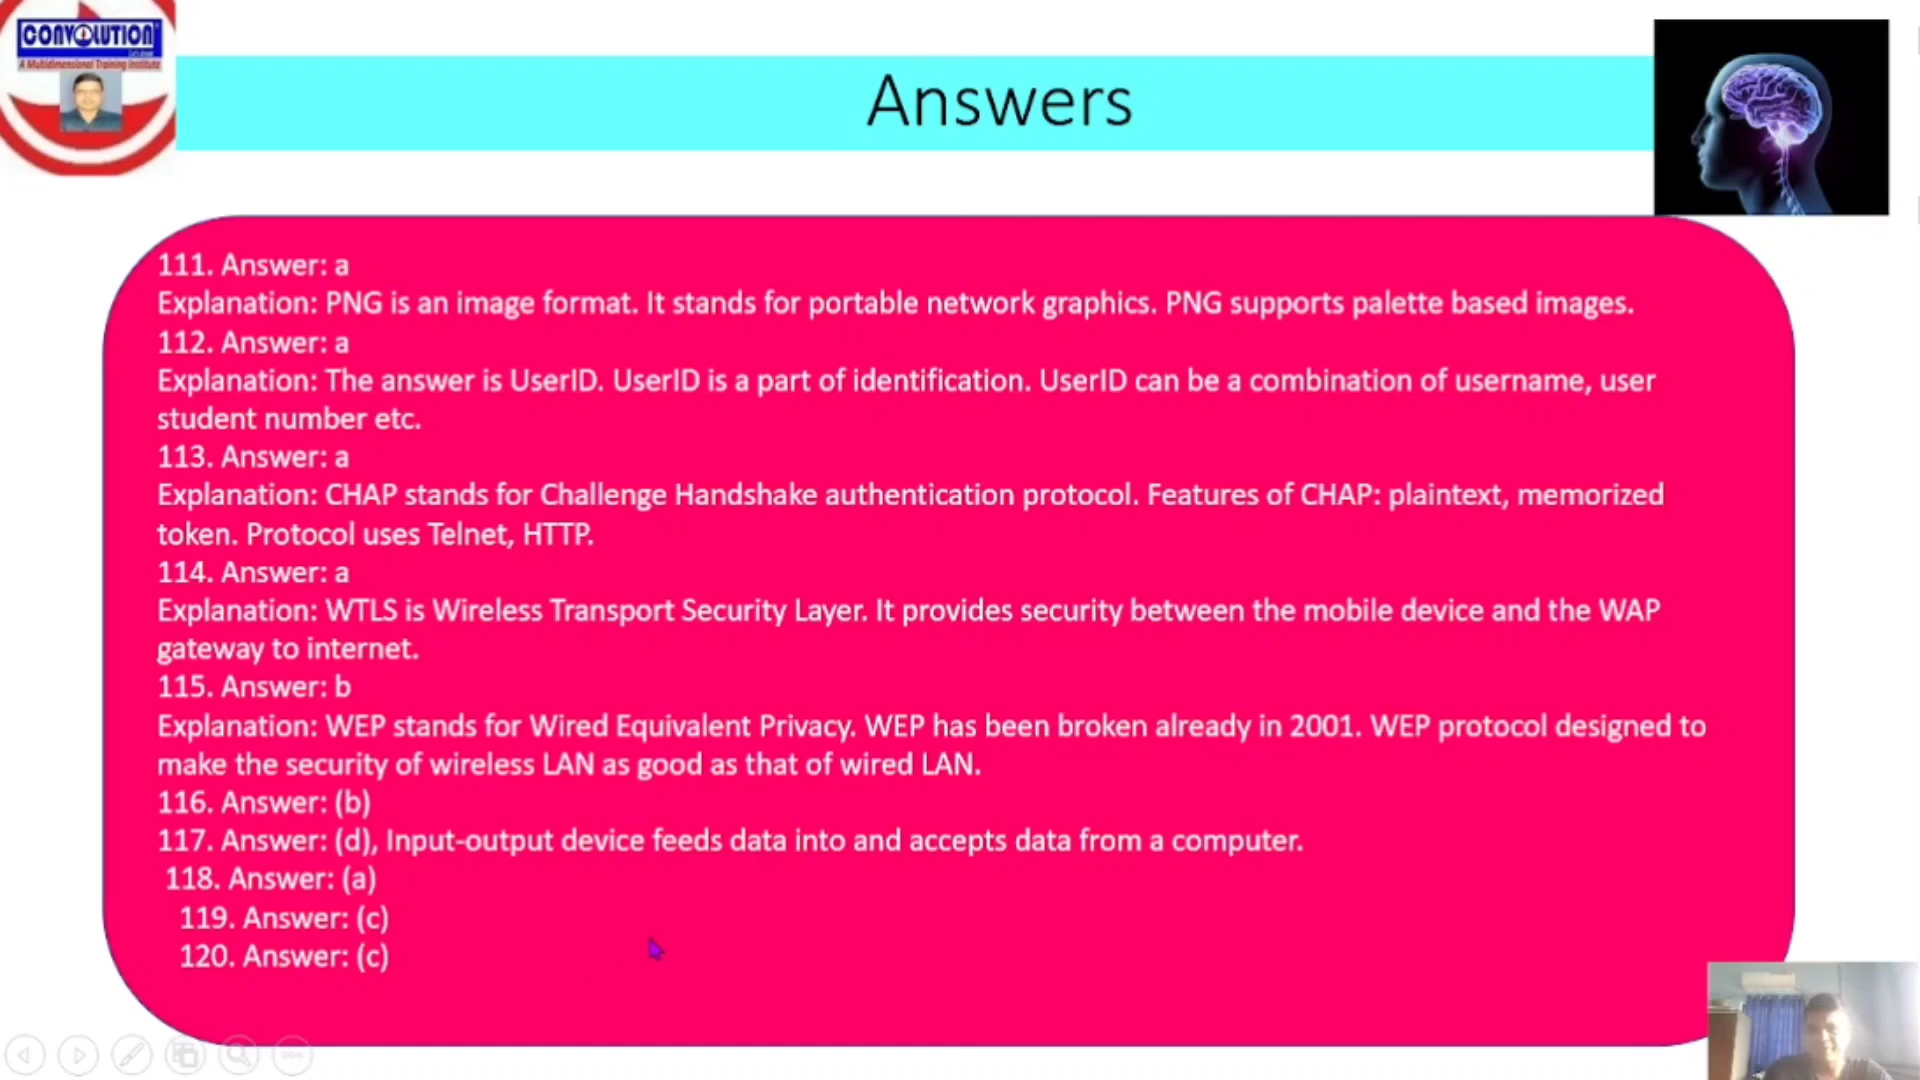 CONVOLUTION
A Multidimensional Training Institute
Answers
111. Answer: a
Explanation: PNG is an image format. It stands for portable network graphics. PNG supports palette based images.
112. Answer: a
Explanation: The answer is UserID. UserID is a part of identification. UserID can be a combination of username, user
student number etc.
113. Answer: a
Explanation: CHAP stands for Challenge Handshake authentication protocol. Features of CHAP: plaintext, memorized
token. Protocol uses Telnet, HTTP.
114. Answer: a
Explanation: WTLS is Wireless Transport Security Layer. It provides security between the mobile device and the WAP
gateway to internet.
115. Answer: b
Explanation: WEP stands for Wired Equivalent Privacy. WEP has been broken already in 2001. WEP protocol designed to
make the security of wireless LAN as good as that of wired LAN.
116. Answer: (b)
117. Answer: (d), Input-output device feeds data into and accepts data from a computer.
118. Answer: (a)
119. Answer: (c)
120. Answer: (c)